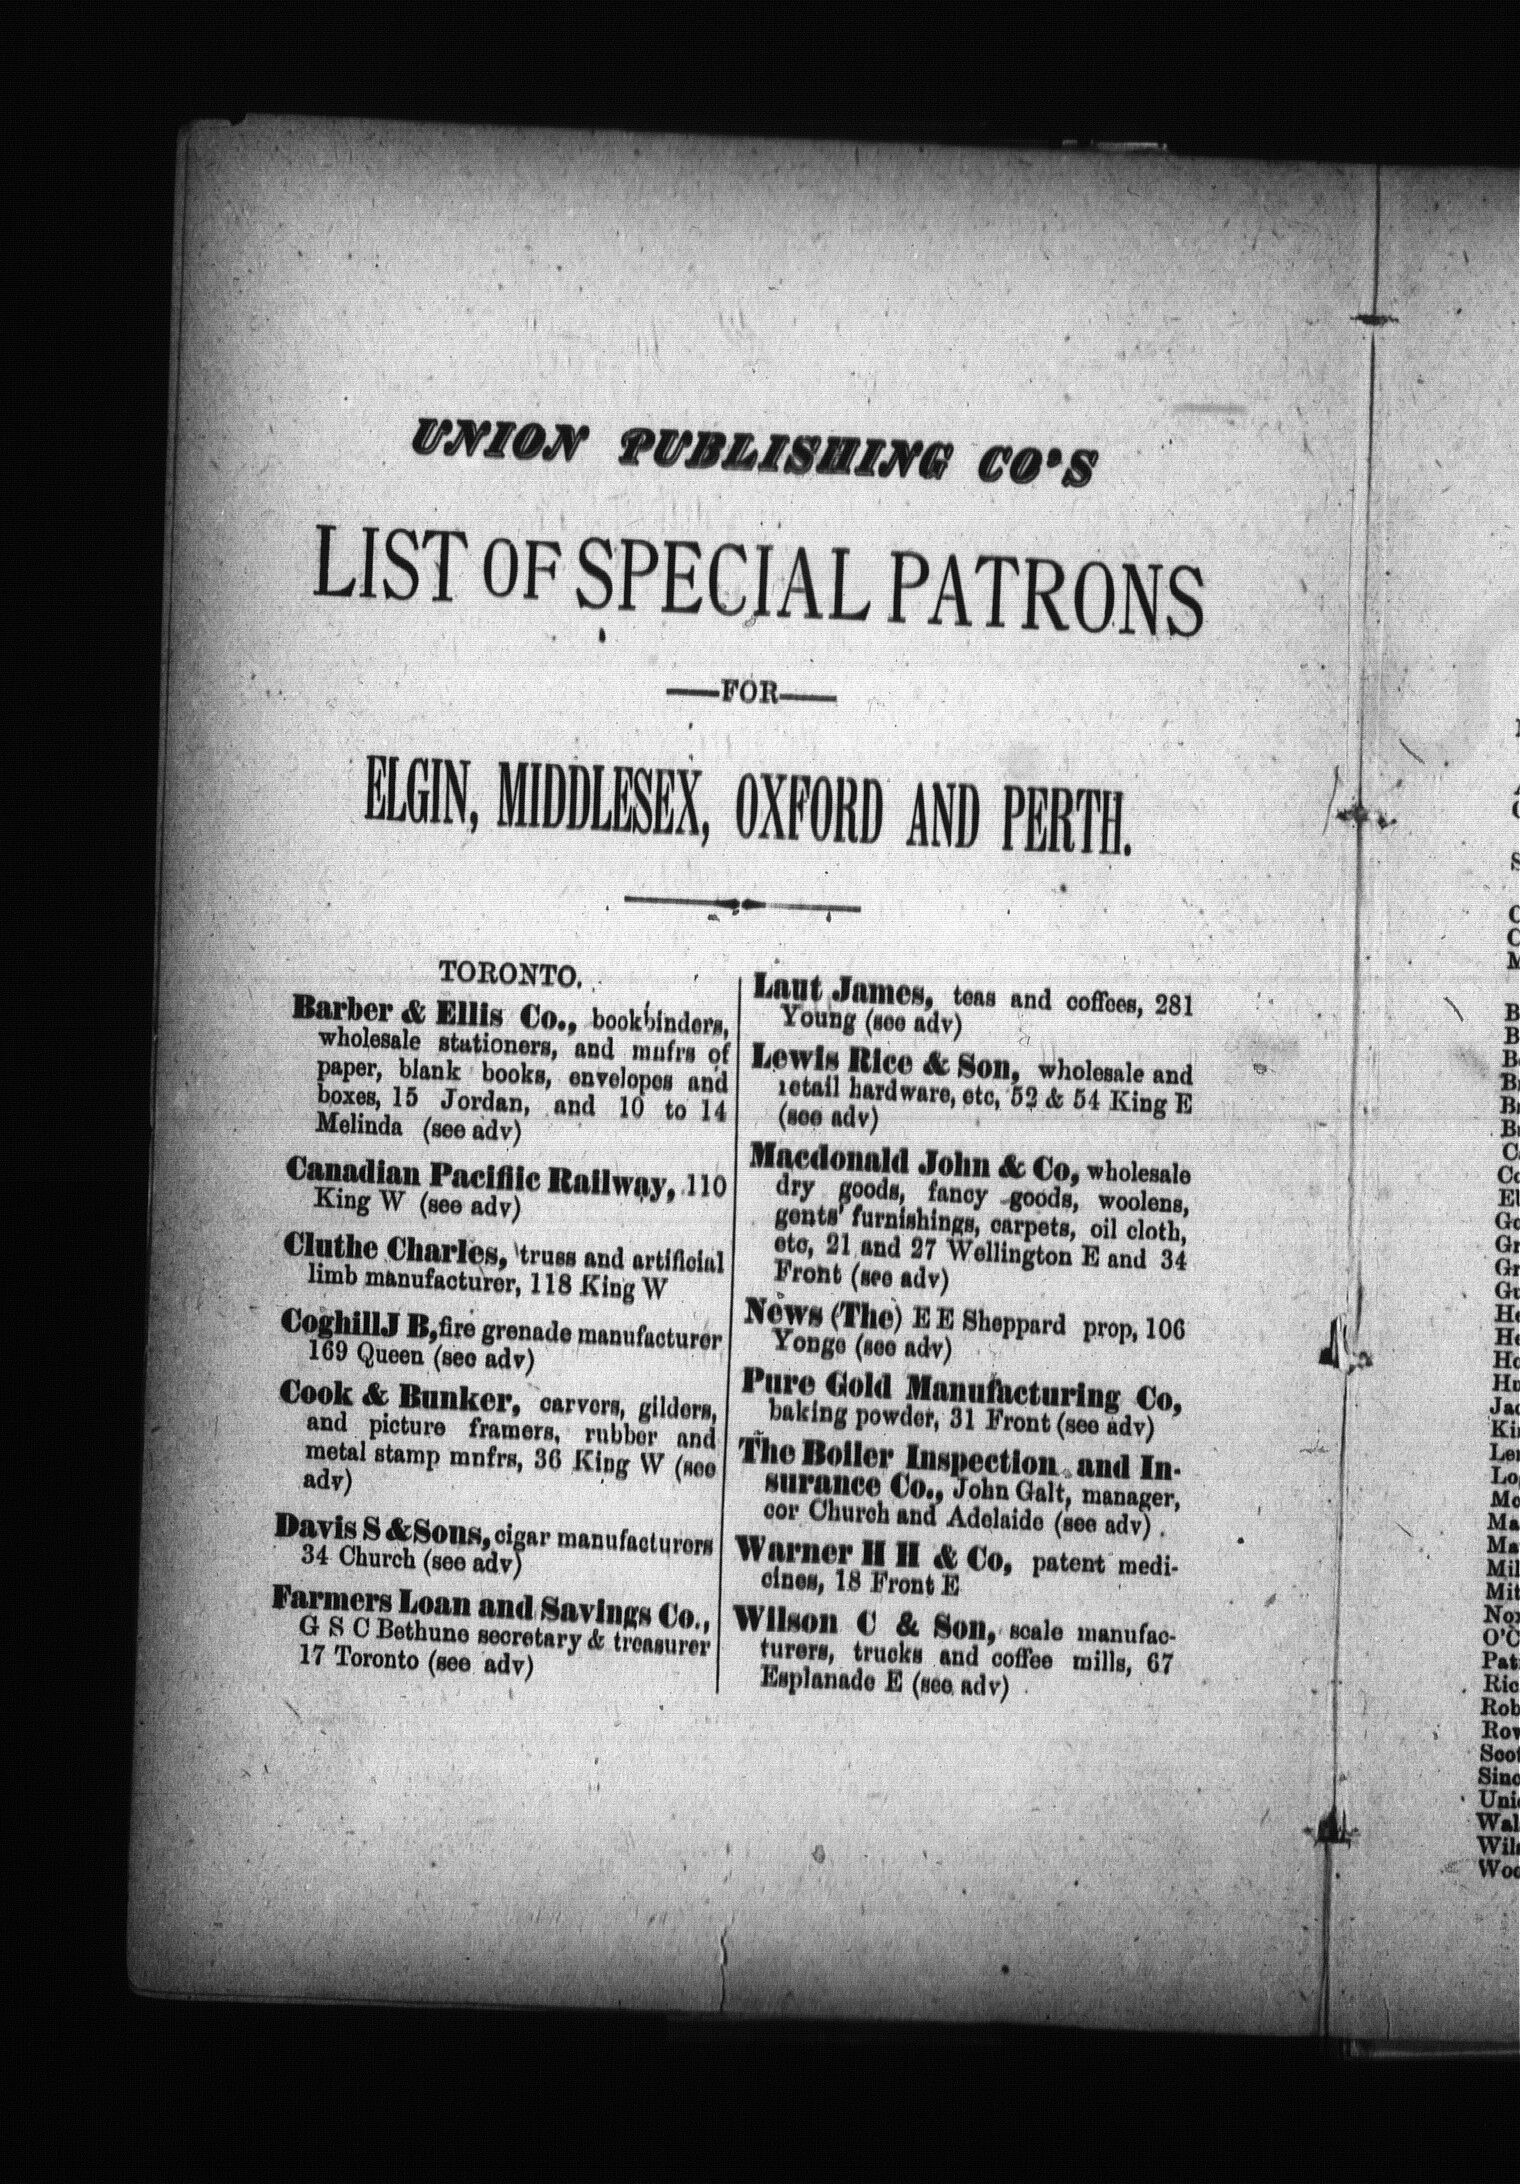 UNION PUBLISHING CO'S
LIST OF SPECIAL PATRONS
—FOR—
ELGIN, MIDDLESEX, OXFORD AND PERTH.
TORONTO.
Barber & Ellis Co., bookbinders,
wholesale stationers, and mnfrs of
paper, blank books, envelopes and
boxes, 15 Jordan, and 10 to 14
Melinda (see adv)
Canadian Pacifiic Railway, 110
King W (see adv)
Cluthe Charles, truss and artificial
limb manufacturer, 118 King W
Coghill J B, fire grenade manufacturer
169 Queen (see adv)
Cook & Bunker, carvers, gilders,
and picture framers, rubber and
metal stamp mnfrs, 36 King W (see
adv)
Davis S & Sons, cigar manufacturers
34 Church (see adv)
Farmers Loan and Savings Co.,
G S C Bethune secretary & treasurer
17 Toronto (see adv)
Laut James, teas and coffees, 281
Young (see adv)
Lewis Rice & Son, wholesale and
retail hardware, etc, 52 & 54 King E
(see adv)
Macdonald John & Co, wholesale
dry goods, fancy goods, woolens,
gents' furnishings, carpets, oil cloth,
etc, 21 and 27 Wellington E and 34
Front (see adv)
News (The) E E Sheppard prop, 106
Yonge (see adv)
Pure Gold Manufacturing Co,
baking powder, 31 Front (see adv)
The Boiler Inspection and In-
surance Co., John Galt, manager,
cor Church and Adelaide (see adv)
Warner H H & Co, patent medi-
cines, 18 Front E
Wilson C & Son, scale manufac-
turers, trucks and coffee mills, 67
Esplanade E (see adv)